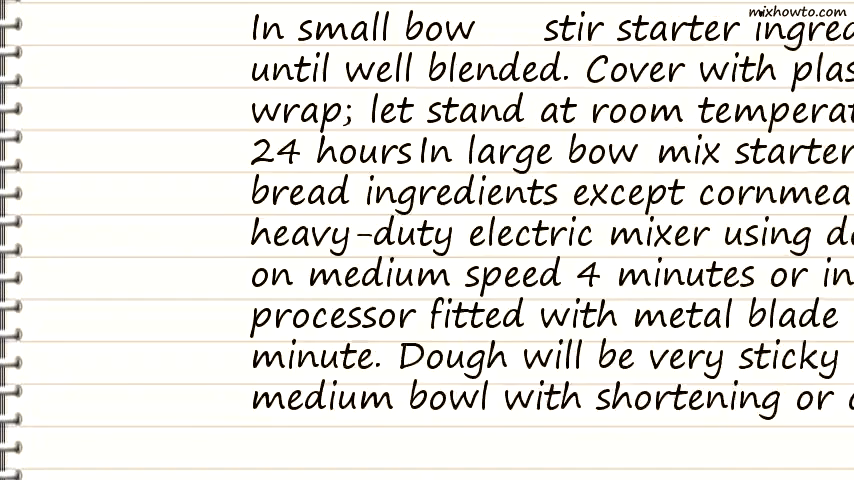 mixhowto.com
In small bow stir starter ingred
until well blended. Cover with plas
wrap; let stand at room temperat
24 hours In large bow mix starter
bread ingredients except cornmea
heavy-duty electric mixer using do
on medium speed 4 minutes or in
processor fitted with metal blade
minute. Dough will be very sticky
medium bowl with shortening or